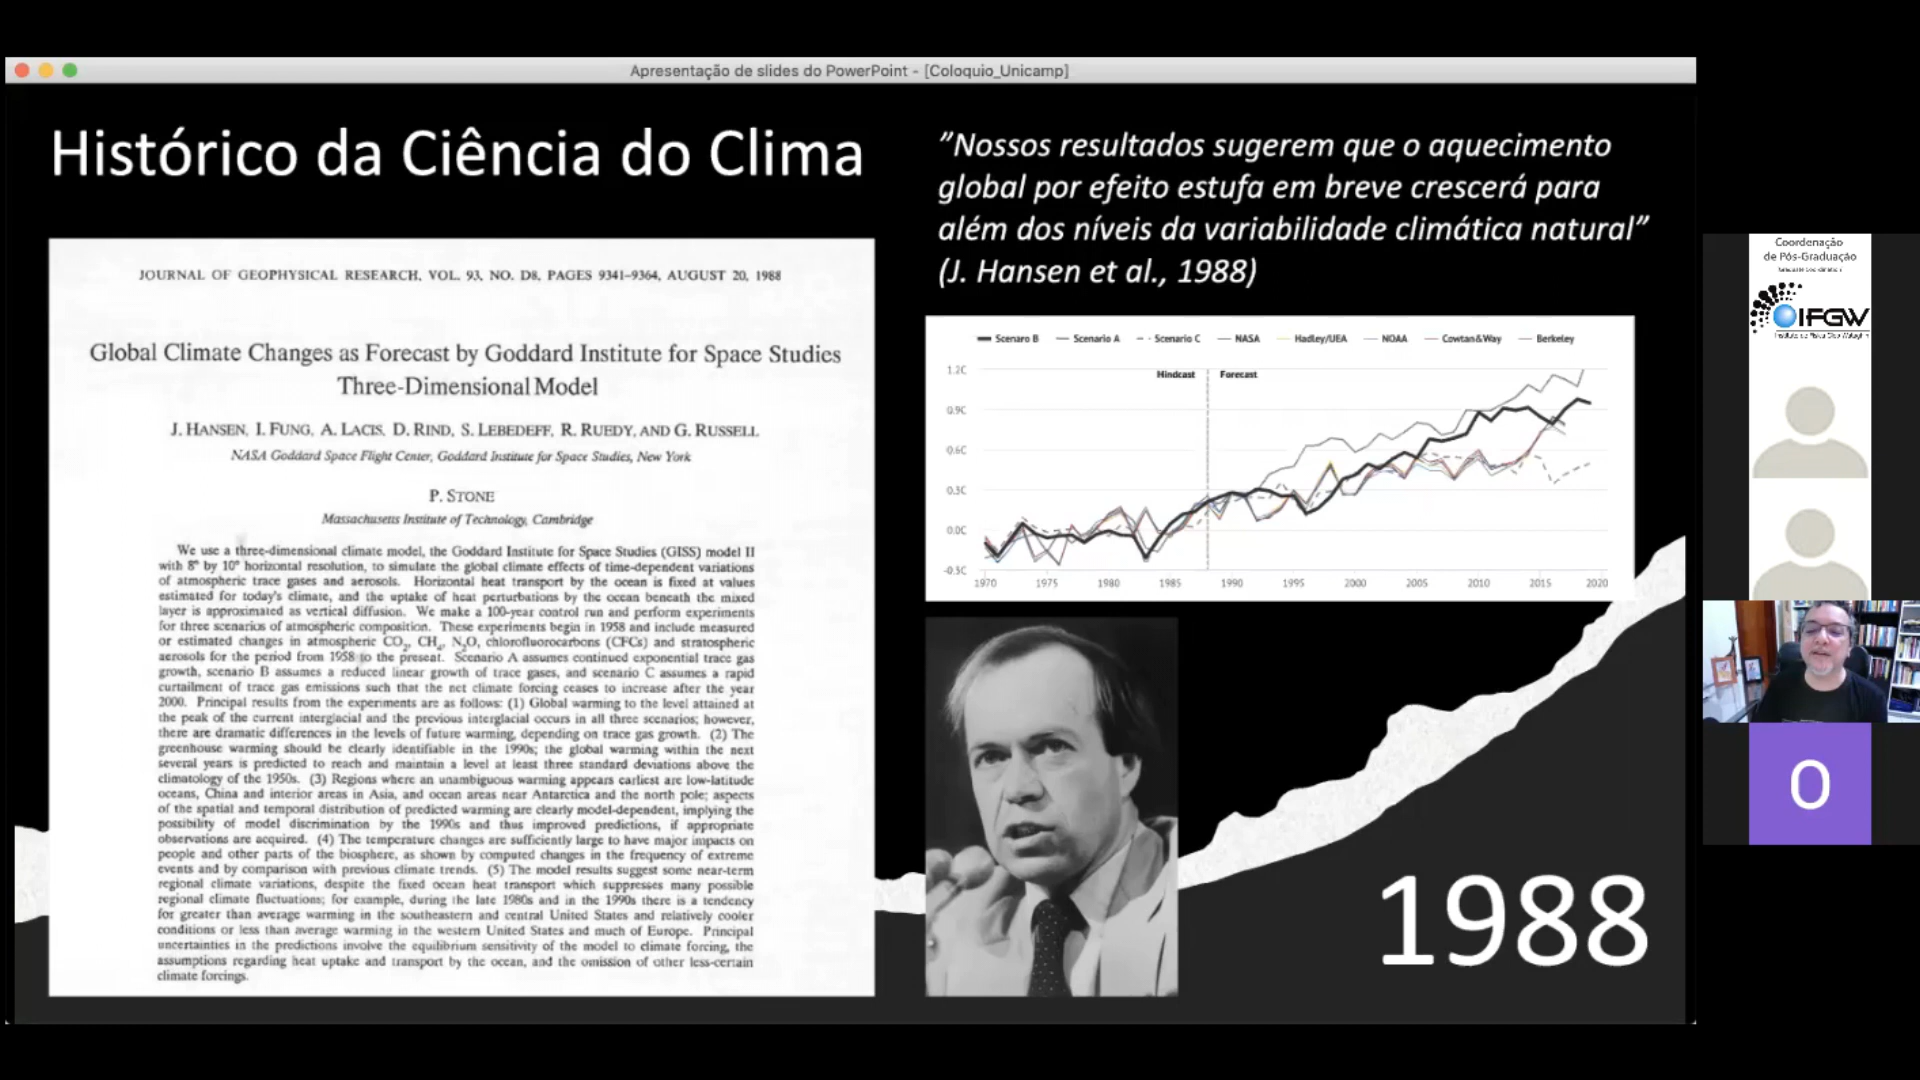 Apresentação de slides do PowerPoint - [Coloquio_Unicamp]
Histórico da Ciência do Clima
JOURNAL OF GEOPHYSICAL RESEARCH, VOL. 93, NO. D8, PAGES 9341-9364, AUGUST 20, 1988
Global Climate Changes as Forecast by Goddard Institute for Space Studies
Three-Dimensional Model
J. HANSEN, I. FUNG, A. LACIS, D. RIND, S. LEBEDEFF, R. RUEDY, AND G. RUSSELL
NASA Goddard Space Flight Center, Goddard Institute for Space Studies, New York
P. STONE
Massachusetts Institute of Technology, Cambridge
We use a three-dimensional climate model, the Goddard Institute for Space Studies (GISS) model II
with 8° by 10° horizontal resolution, to simulate the global climate effects of time-dependent variations
of atmospheric trace gases and aerosols. Horizontal heat transport by the ocean is fixed at values
estimated for today's climate, and the uptake of heat perturbations by the ocean beneath the mixed
layer is approximated as vertical diffusion. We make a 100-year control run and perform experiments
for three scenarios of atmospheric composition. These experiments begin in 1958 and include measured
or estimated changes in atmospheric CO₂, CH₄, N₂O, chlorofluorocarbons (CFCs) and stratospheric
aerosols for the period from 1958 to the present. Scenario A assumes continued exponential trace gas
growth, scenario B assumes a reduced linear growth of trace gases, and scenario C assumes a rapid
curtailment of trace gas emissions such that the net climate forcing ceases to increase after the year
2000. Principal results from the experiments are as follows: (1) Global warming to the level attained at
the peak of the current interglacial and the previous interglacial occurs in all three scenarios; however,
there are dramatic differences in the levels of future warming, depending on trace gas growth. (2) The
greenhouse warming should be clearly identifiable in the 1990s; the global warming within the next
several years is predicted to reach and maintain a level at least three standard deviations above the
climatology of the 1950s. (3) Regions where an unambiguous warming appears earliest are low-latitude
oceans, China and interior areas in Asia, and ocean areas near Antarctica and the north pole; aspects
of the spatial and temporal distribution of predicted warming are clearly model-dependent, implying the
possibility of model discrimination by the 1990s and thus improved predictions, if appropriate
observations are acquired. (4) The temperature changes are sufficiently large to have major impacts on
people and other parts of the biosphere, as shown by computed changes in the frequency of extreme
events and by comparison with previous climate trends. (5) The model results suggest some near-term
regional climate variations, despite the fixed ocean heat transport which suppresses many possible
regional climate fluctuations; for example, during the late 1980s and in the 1990s there is a tendency
for greater than average warming in the southeastern and central United States and relatively cooler
conditions or less than average warming in the western United States and much of Europe. Principal
uncertainties in the predictions involve the equilibrium sensitivity of the model to climate forcing, the
assumptions regarding heat uptake and transport by the ocean, and the omission of other less-certain
climate forcings.
”Nossos resultados sugerem que o aquecimento
global por efeito estufa em breve crescerá para
além dos níveis da variabilidade climática natural”
(J. Hansen et al., 1988)
Scenaro B Scenario A Scenario C NASA Hadley/UEA NOAA Cowtan&Way Berkeley
Hindcast Forecast
1.2C
0.9C
0.6C
0.3C
0.0C
-0.3C
1970 1975 1980 1985 1990 1995 2000 2005 2010 2015 2020
1988
Coordenação
de Pós-Graduação
IFGW
O